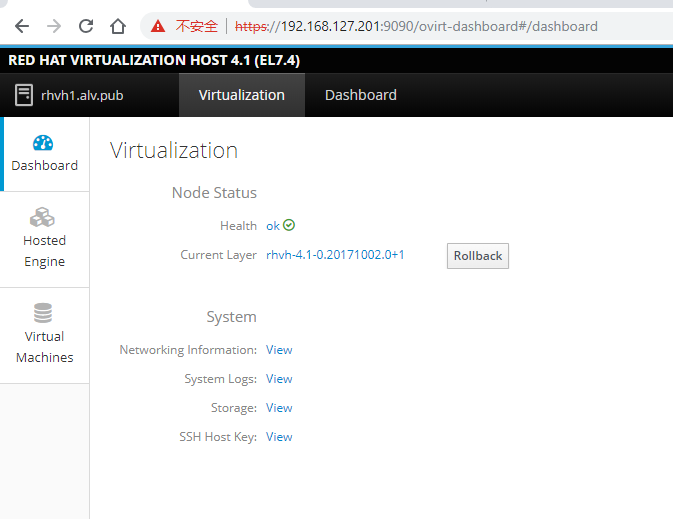 不安全 | https://192.168.127.201:9090/ovirt-dashboard#/dashboard
RED HAT VIRTUALIZATION HOST 4.1 (EL7.4)
rhvh1.alv.pub Virtualization Dashboard
Dashboard
Hosted
Engine
Virtual
Machines
Virtualization
Node Status
Health ok
Current Layer rhvh-4.1-0.20171002.0+1 Rollback
System
Networking Information: View
System Logs: View
Storage: View
SSH Host Key: View